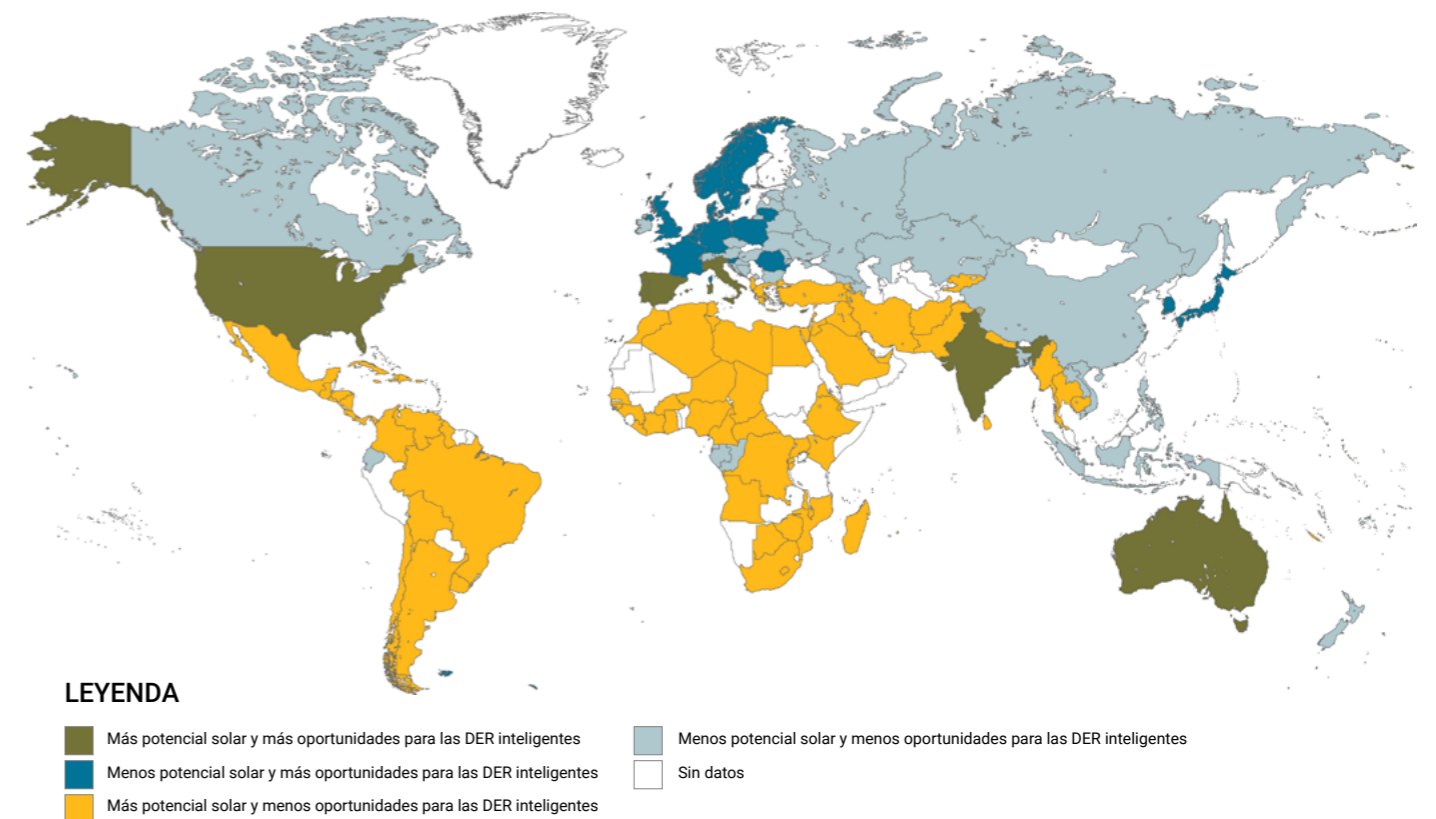 LEYENDA
Más potencial solar y más oportunidades para las DER inteligentes
Menos potencial solar y más oportunidades para las DER inteligentes
Más potencial solar y menos oportunidades para las DER inteligentes
Menos potencial solar y menos oportunidades para las DER inteligentes
Sin datos